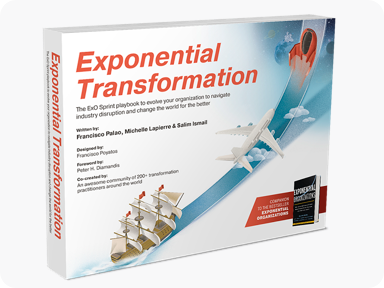 Exponential
Transformation
The ExO Sprint playbook to evolve your organization to navigate
industry disruption and change the world for the better
Written by:
Francisco Palao, Michelle Lapierre & Salim Ismail
Designed by:
Francisco Poyatos
Foreword by:
Peter H. Diamandis
Co-created by:
An awesome community of 200+ transformation
practitioners around the world
COMPANION
TO THE BESTSELLER
EXPONENTIAL
ORGANIZATIONS
EXPONENTIAL
ORGANIZATIONS
Exponential Transformation